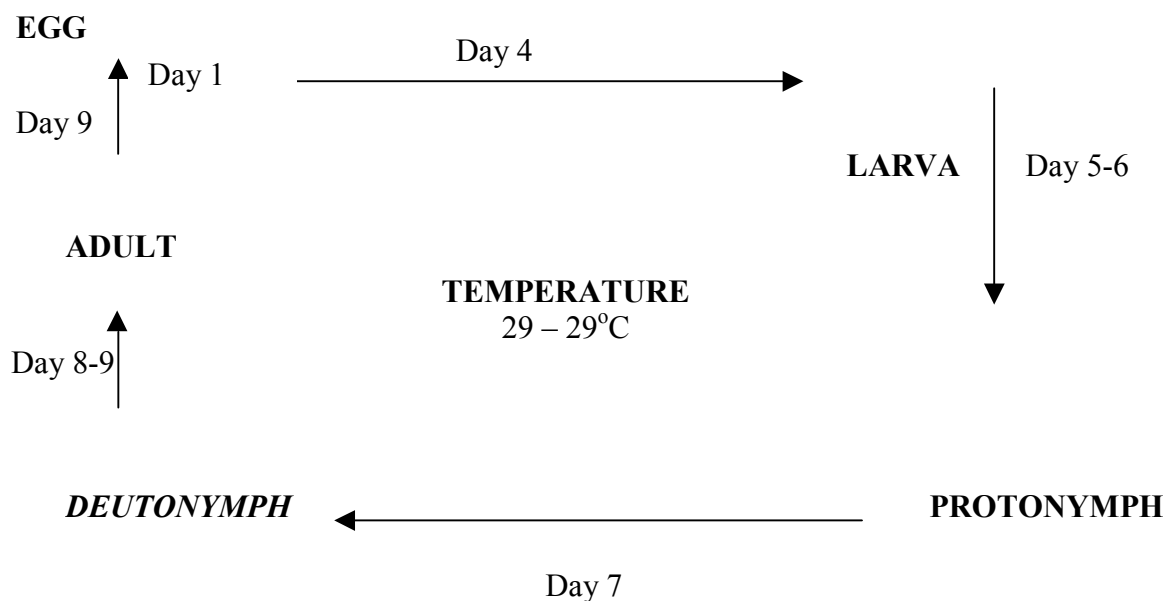 EGG
Day 1
Day 4
Day 9
LARVA
Day 5-6
ADULT
TEMPERATURE
29 – 29°C
Day 8-9
DEUTONYMPH
PROTONYMPH
Day 7